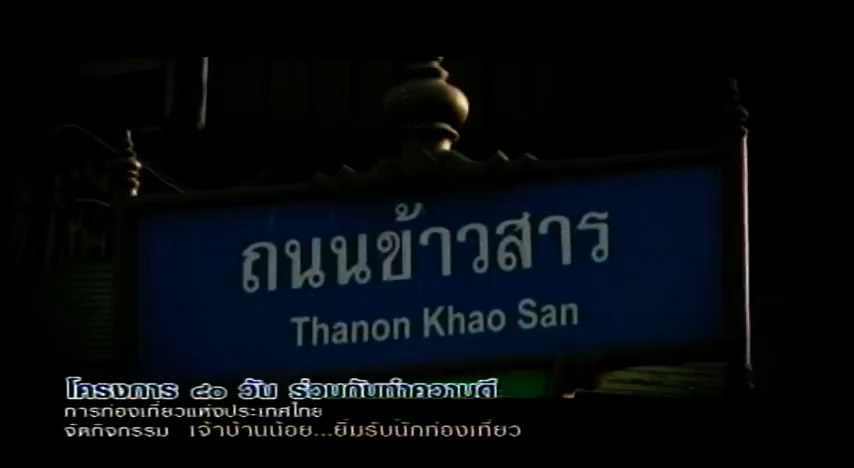 ถนนข้าวสาร
Thanon Khao San
โครงการ ๘๐ วัน ร่วมกันทำความดี
การท่องเที่ยวแห่งประเทศไทย
จัดกิจกรรม เจ้าบ้านน้อย...ยิ้มรับนักท่องเที่ยว